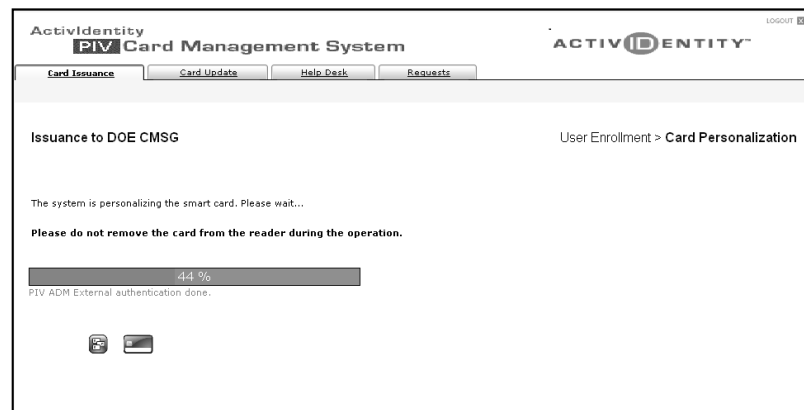 LOGOUT
ActivIdentity
PIV Card Management System
ACTIVIDENTITY™
Card Issuance
Card Update
Help Desk
Requests
Issuance to DOE CMSG
User Enrollment > Card Personalization
The system is personalizing the smart card. Please wait...
Please do not remove the card from the reader during the operation.
44 %
PIV ADM External authentication done.